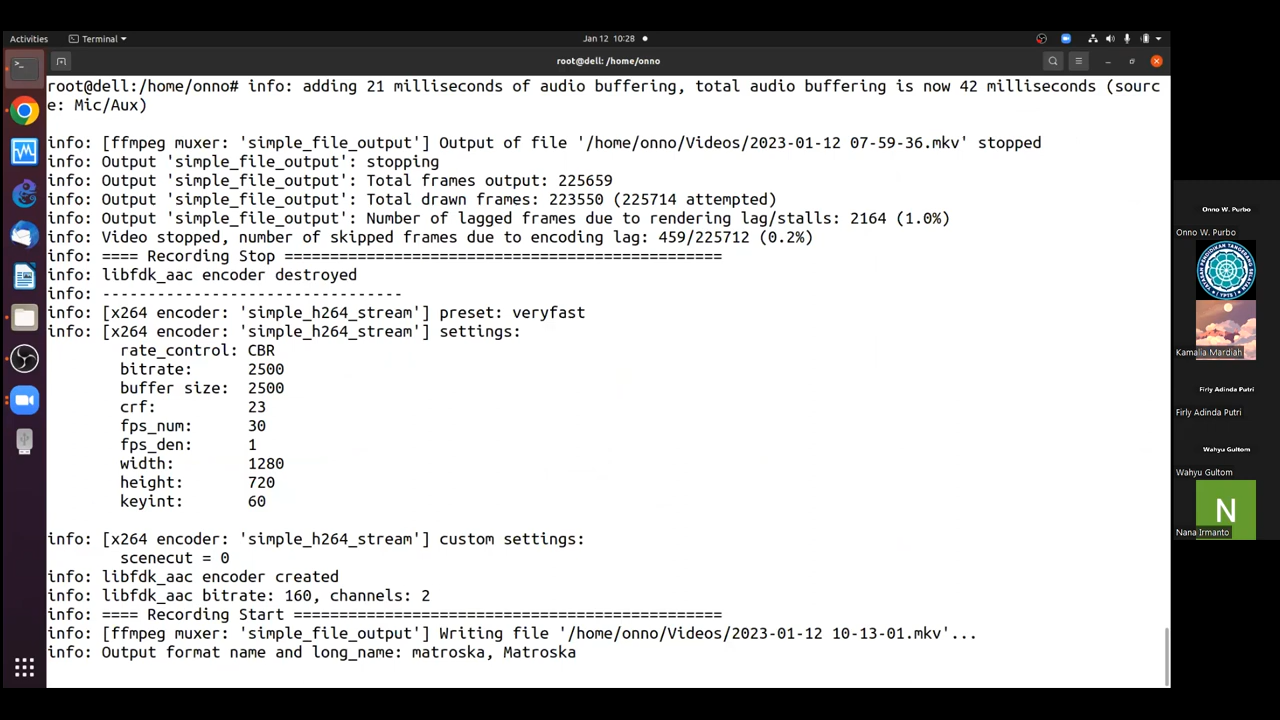 Activities
Terminal
Jan 12 10:28
root@dell: /home/onno
root@dell:/home/onno# info: adding 21 milliseconds of audio buffering, total audio buffering is now 42 milliseconds (sourc
e: Mic/Aux)
info: [ffmpeg muxer: 'simple_file_output'] Output of file '/home/onno/Videos/2023-01-12 07-59-36.mkv' stopped
info: Output 'simple_file_output': stopping
info: Output 'simple_file_output': Total frames output: 225659
info: Output 'simple_file_output': Total drawn frames: 223550 (225714 attempted)
info: Output 'simple_file_output': Number of lagged frames due to rendering lag/stalls: 2164 (1.0%)
info: Video stopped, number of skipped frames due to encoding lag: 459/225712 (0.2%)
info: ==== Recording Stop ===============================================
info: libfdk_aac encoder destroyed
info: ---------------------------------
info: [x264 encoder: 'simple_h264_stream'] preset: veryfast
info: [x264 encoder: 'simple_h264_stream'] settings:
rate_control: CBR
bitrate: 2500
buffer size: 2500
crf: 23
fps_num: 30
fps_den: 1
width: 1280
height: 720
keyint: 60
info: [x264 encoder: 'simple_h264_stream'] custom settings:
scenecut = 0
info: libfdk_aac encoder created
info: libfdk_aac bitrate: 160, channels: 2
info: ==== Recording Start ==============================================
info: [ffmpeg muxer: 'simple_file_output'] Writing file '/home/onno/Videos/2023-01-12 10-13-01.mkv'...
info: Output format name and long_name: matroska, Matroska
Onno W. Purbo
Onno W. Purbo
YAYASAN PENDIDIKAN TANGERANG SELATAN
(YPTS)
Kamalia Mardiah
Firly Adinda Putri
Firly Adinda Putri
Wahyu Gultom
Wahyu Gultom
N
Nana Irmanto